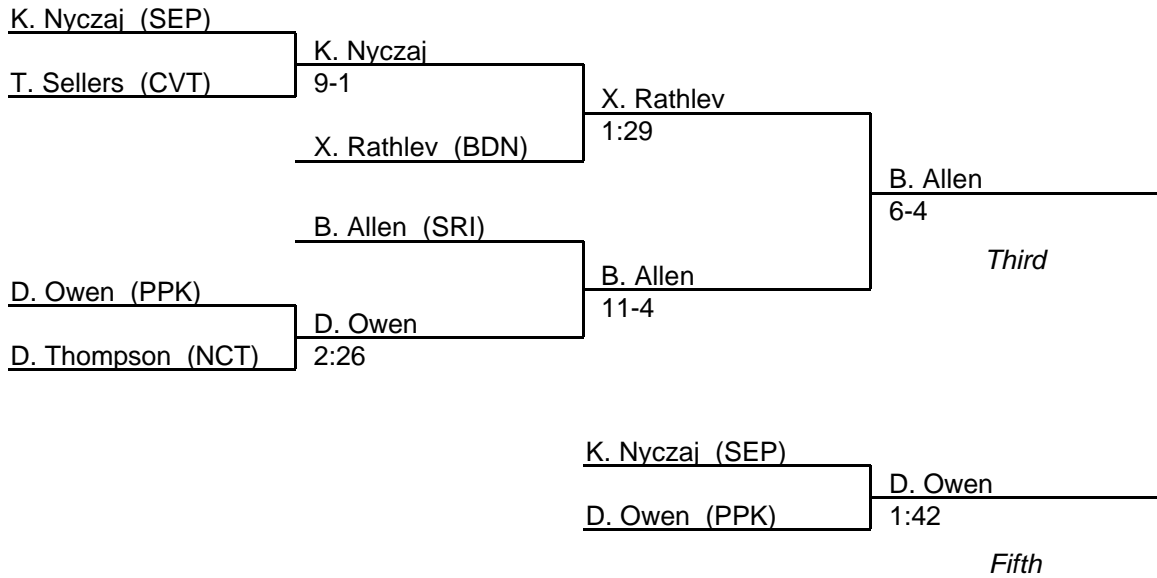 K. Nyczaj (SEP)
K. Nyczaj
T. Sellers (CVT)
9-1
X. Rathlev
1:29
X. Rathlev (BDN)
B. Allen
6-4
B. Allen (SRI)
Third
B. Allen
D. Owen (PPK)
11-4
D. Owen
D. Thompson (NCT)
2:26
K. Nyczaj (SEP)
D. Owen
D. Owen (PPK)
1:42
Fifth